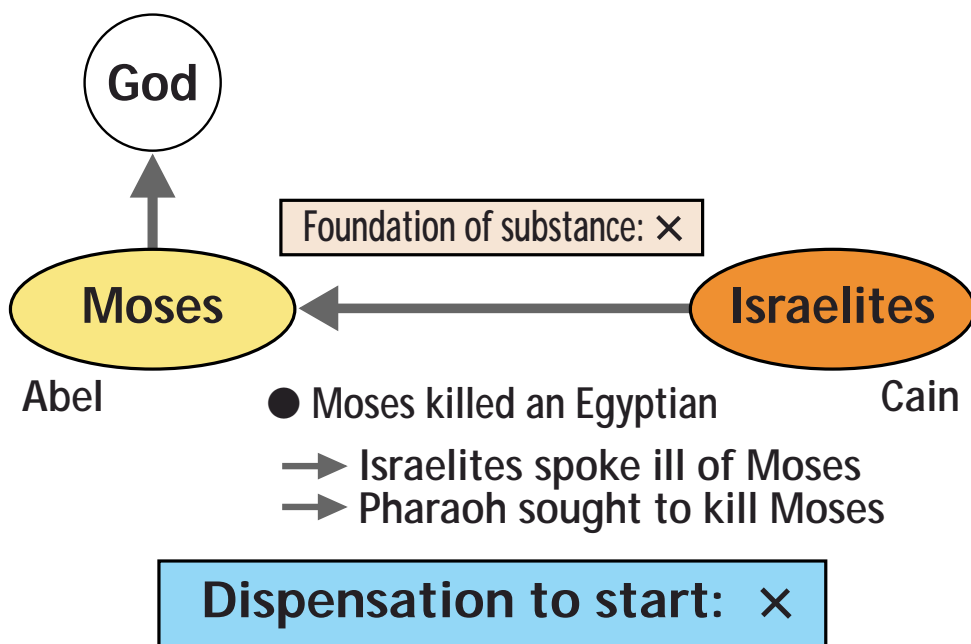 God
Foundation of substance: ×
Moses
Israelites
Abel
Cain
● Moses killed an Egyptian
→ Israelites spoke ill of Moses
→ Pharaoh sought to kill Moses
Dispensation to start: ×